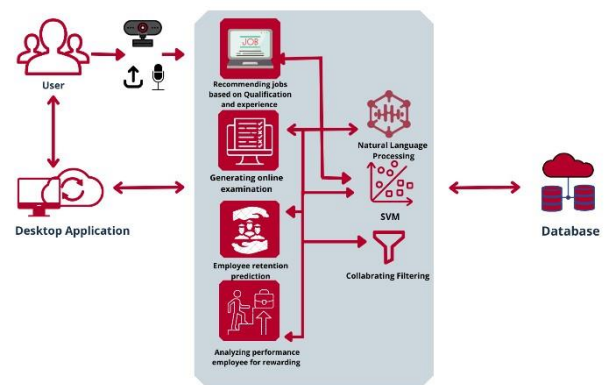 JOB
User
Recommending jobs
based on Qualification
and experience
Natural Language
Processing
Generating online
examination
SVM
Desktop Application
Database
Employee retention
prediction
Collabrating Filtering
Analyzing performance
employee for rewarding